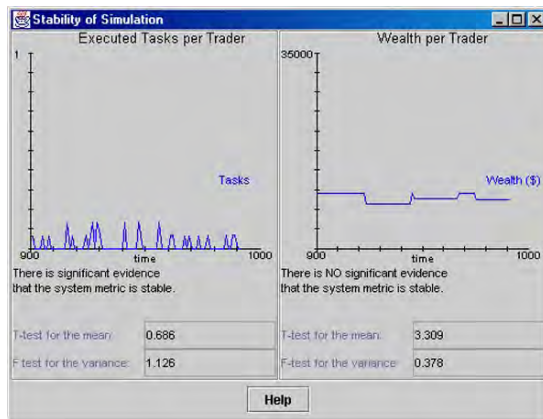 Stability of Simulation
Executed Tasks per Trader
1
Tasks
900
time
1000
There is significant evidence
that the system metric is stable.
T-test for the mean:
0.686
F test for the variance:
1.126
Wealth per Trader
35000
Wealth ($)
900
time
1000
There is NO significant evidence
that the system metric is stable.
T-test for the mean:
3.309
F-test for the variance:
0.378
Help